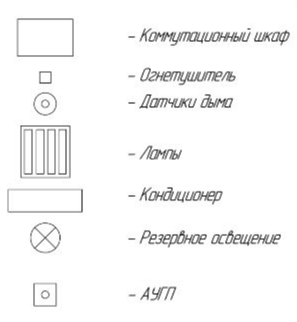 - Коммутационный шкаф
- Огнетушитель
- Датчики дыма
- Лампы
- Кондиционер
- Резервное освещение
- АУГП